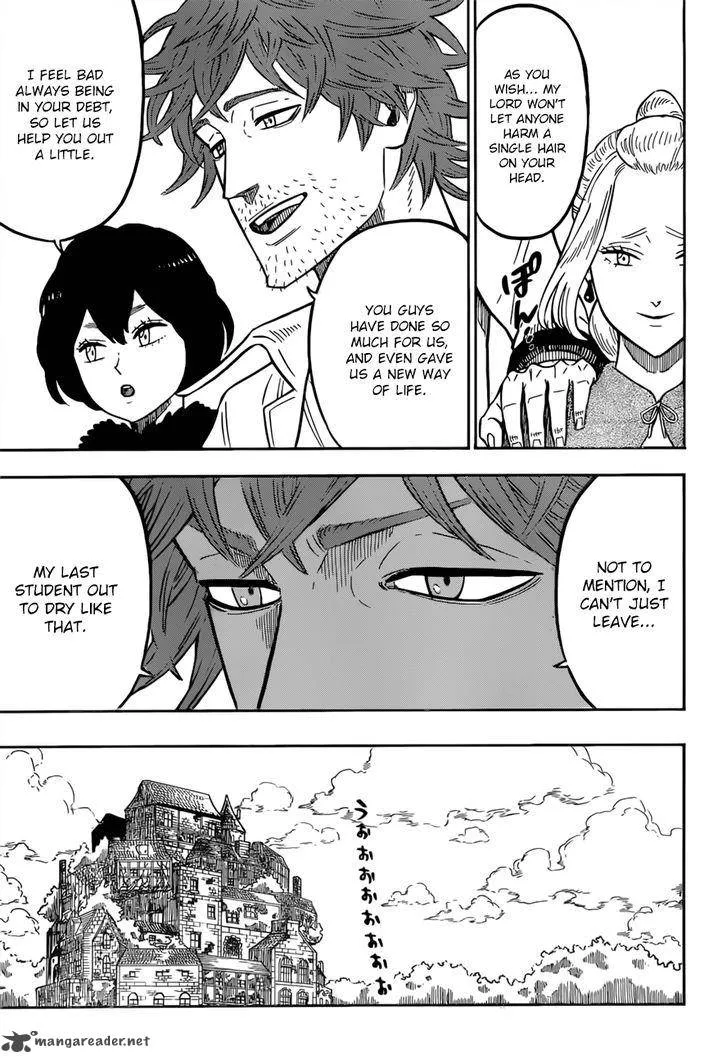 AS YOU
WISH... MY
LORD WON'T
LET ANYONE
HARM A
SINGLE HAIR
ON YOUR
HEAD.
ぽん
I FEEL BAD
ALWAYS BEING
IN YOUR DEBT,
SO LET US
HELP YOU OUT
A LITTLE.
YOU GUYS
HAVE DONE SO
MUCH FOR US,
AND EVEN GAVE
US A NEW WAY
OF LIFE.
NOT TO
MENTION, I
CAN'T JUST
LEAVE...
MY LAST
STUDENT OUT
TO DRY LIKE
THAT.
うおおおおおおおお
mangareader.net